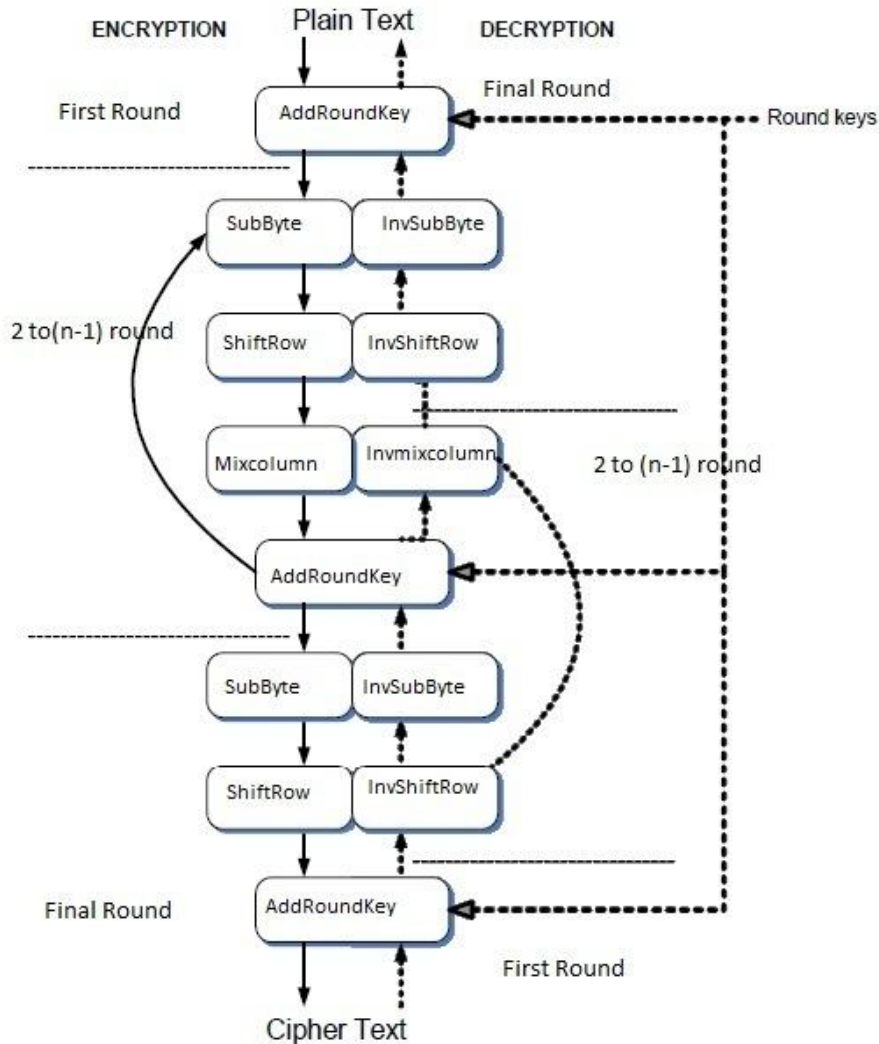 Plain Text
ENCRYPTION
DECRYPTION
First Round
AddRoundKey
Final Round
Round keys
SubByte
InvSubByte
2 to(n-1) round
ShiftRow
InvShiftRow
Mixcolumn
Invmixcolumn
2 to (n-1) round
AddRoundKey
SubByte
InvSubByte
ShiftRow
InvShiftRow
Final Round
AddRoundKey
First Round
Cipher Text